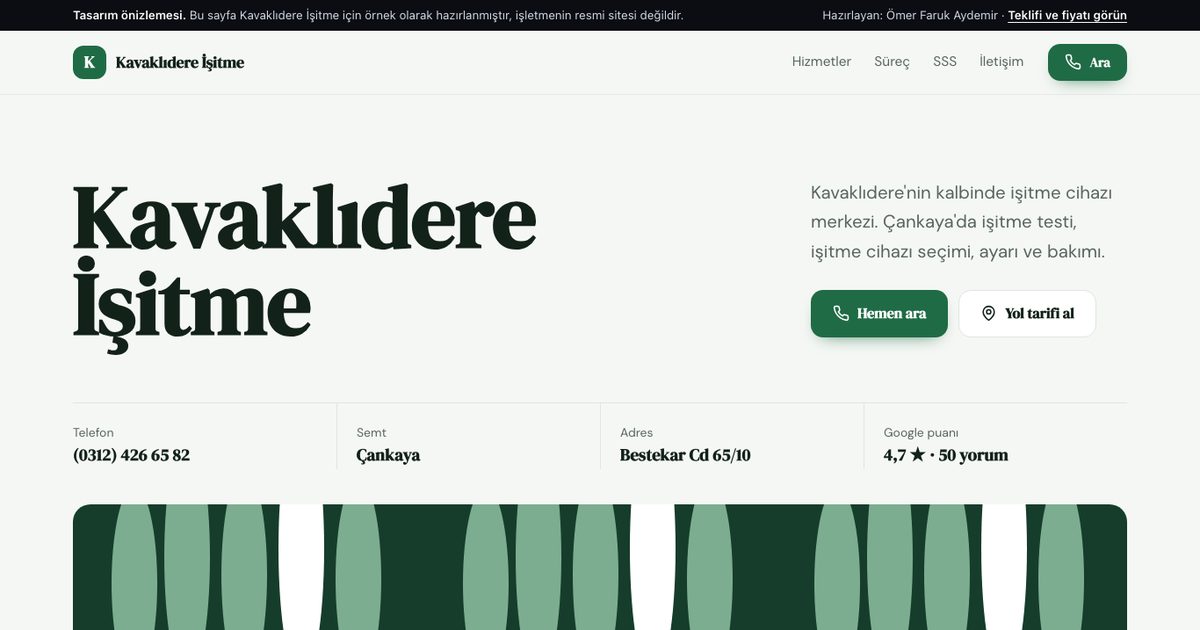 Tasarım önizlemesi. Bu sayfa Kavaklıdere İşitme için örnek olarak hazırlanmıştır, işletmenin resmi sitesi değildir.
Hazırlayan: Ömer Faruk Aydemir · Teklifi ve fiyatı görün
K
Kavaklıdere İşitme
Hizmetler
Süreç
SSS
İletişim
Ara
Kavaklıdere
İşitme
Kavaklıdere'nin kalbinde işitme cihazı
merkezi. Çankaya'da işitme testi,
işitme cihazı seçimi, ayarı ve bakımı.
Hemen ara
Yol tarifi al
Telefon
(0312) 426 65 82
Semt
Çankaya
Adres
Bestekar Cd 65/10
Google puanı
4,7 ★ · 50 yorum